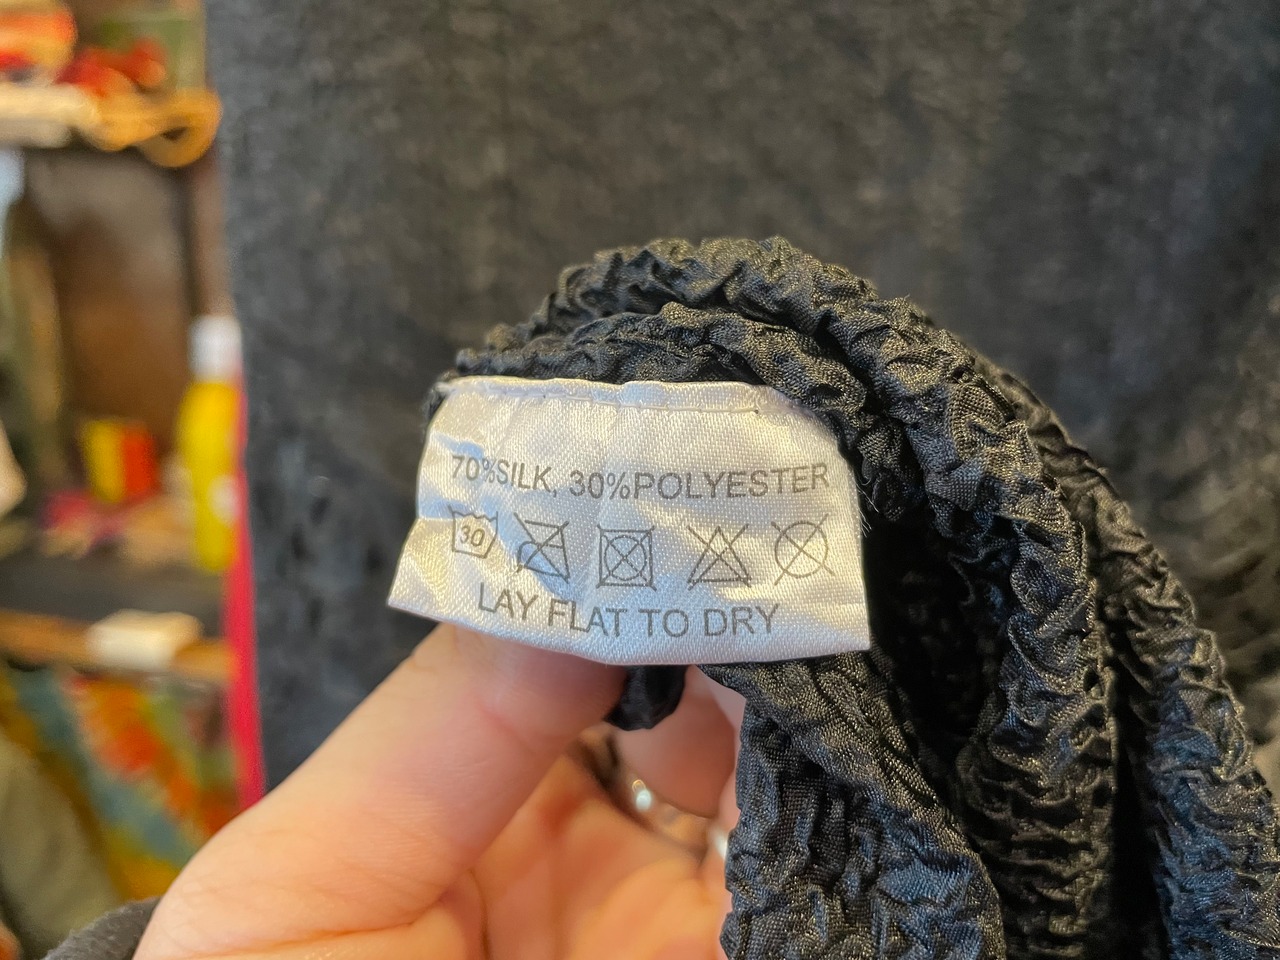 70%SILK, 30%POLYESTER
30
LAY FLAT TO DRY